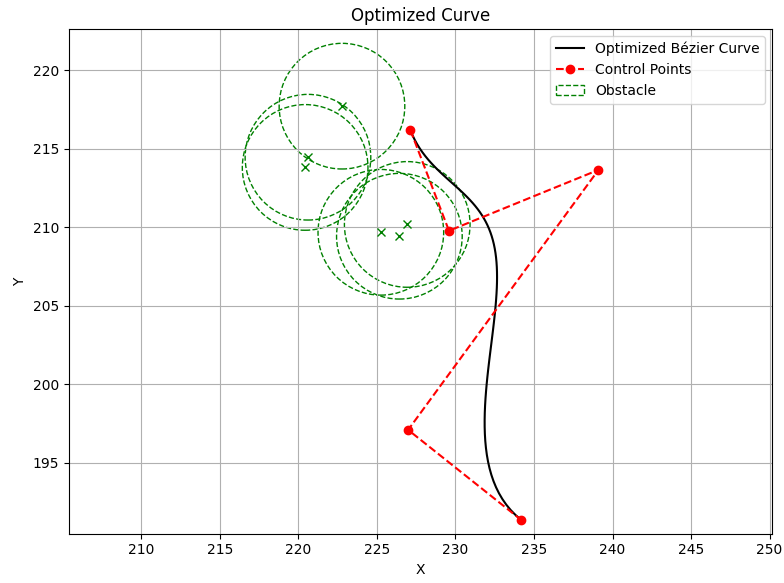 Optimized Curve
Optimized Bézier Curve
Control Points
Obstacle
220
215
210
205
200
195
Y
210 215 220 225 230 235 240 245 250
X